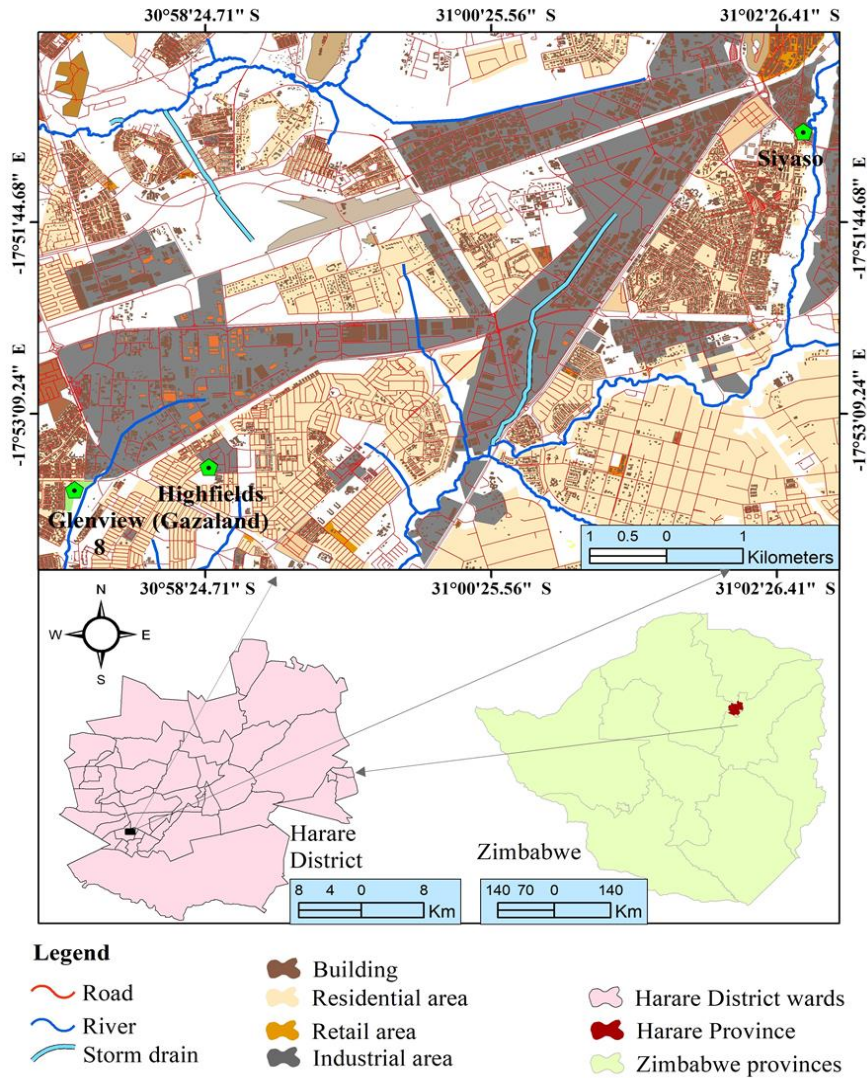 30°58'24.71" S 31°00'25.56" S 31°02'26.41" S
-17°51'44.68" E
-17°53'09.24" E
-17°51'44.68" E
-17°53'09.24" E
Siyaso
Highfields
(Gazaland)
Glenview
8
1 0.5 0 1
Kilometers
30°58'24.71" S 31°00'25.56" S 31°02'26.41" S
N
W E
S
Harare
District
8 4 0 8
Km
Zimbabwe
140 70 0 140
Km
Legend
Road
River
Storm drain
Building
Residential area
Retail area
Industrial area
Harare District wards
Harare Province
Zimbabwe provinces